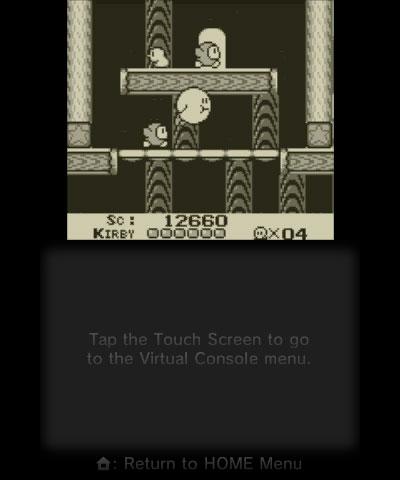 Sc: 12660
KIRBY ×04
Tap the Touch Screen to go
to the Virtual Console menu.
: Return to HOME Menu